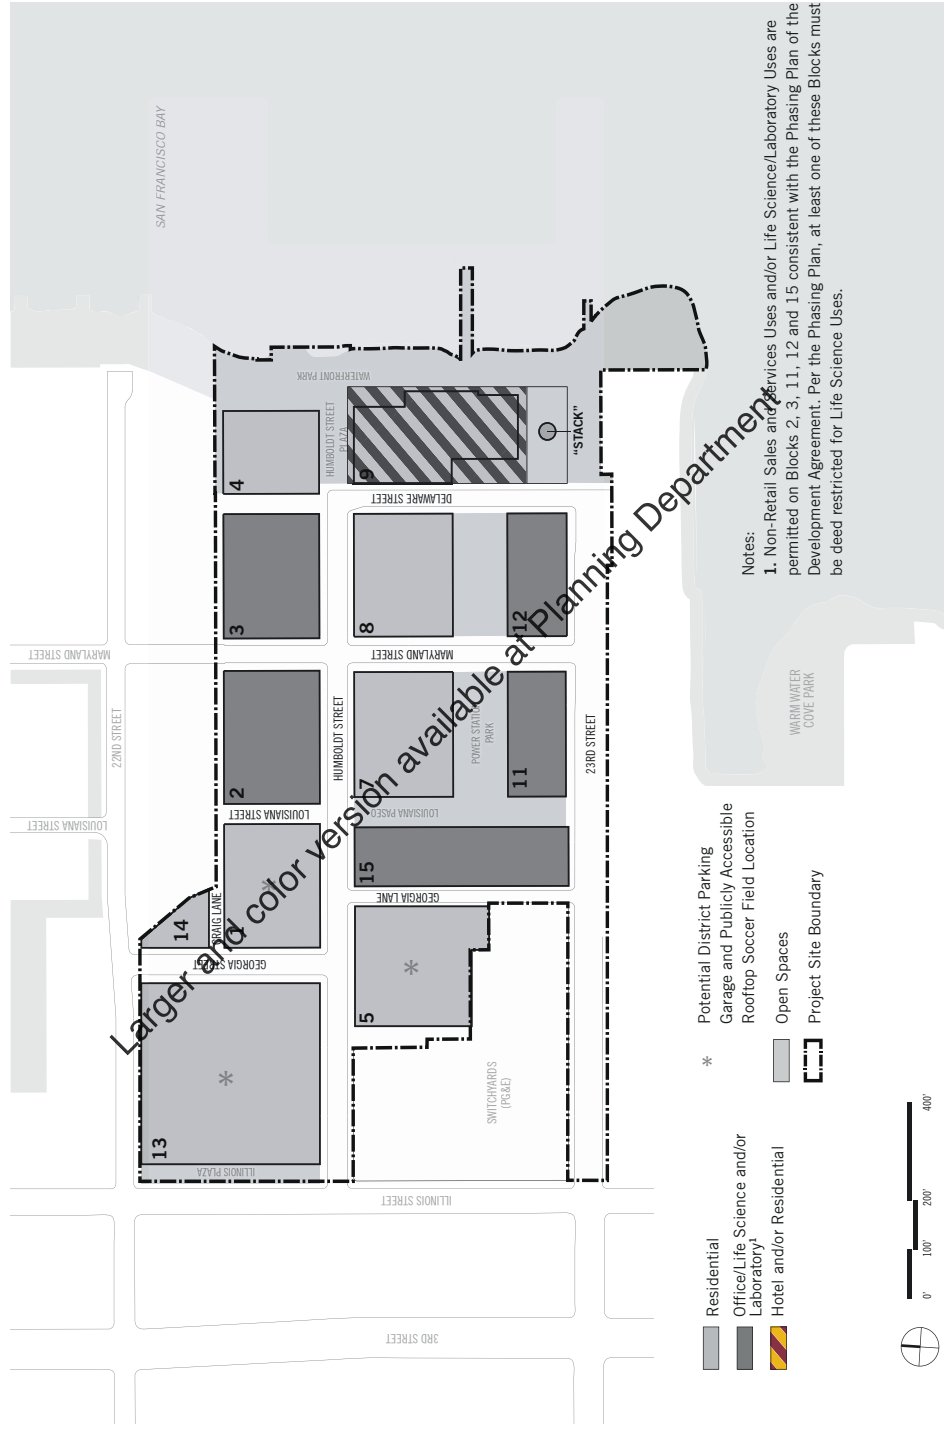 SAN FRANCISCO BAY
22ND STREET
LOUISIANA STREET
MARYLAND STREET
14
CRAIG LANE
1
*
LOUISIANA STREET
2
3
4
13
*
ILLINOIS PLAZA
GEORGIA STREET
HUMBOLDT STREET
HUMBOLDT STREET
PLAZA
WATERFRONT PARK
5
*
GEORGIA LANE
15
LOUISIANA PASEO
7
MARYLAND STREET
8
DELAWARE STREET
9
POWER STATION
PARK
11
12
"STACK"
SWITCHYARDS
(PG&E)
23RD STREET
ILLINOIS STREET
3RD STREET
WARM WATER
COVE PARK
Larger and color version available at Planning Department
Residential
Office/Life Science and/or
Laboratory¹
Hotel and/or Residential
* Potential District Parking
Garage and Publicly Accessible
Rooftop Soccer Field Location
Open Spaces
Project Site Boundary
Notes:
1. Non-Retail Sales and Services Uses and/or Life Science/Laboratory Uses are
permitted on Blocks 2, 3, 11, 12 and 15 consistent with the Phasing Plan of the
Development Agreement. Per the Phasing Plan, at least one of these Blocks must
be deed restricted for Life Science Uses.
0' 100' 200' 400'